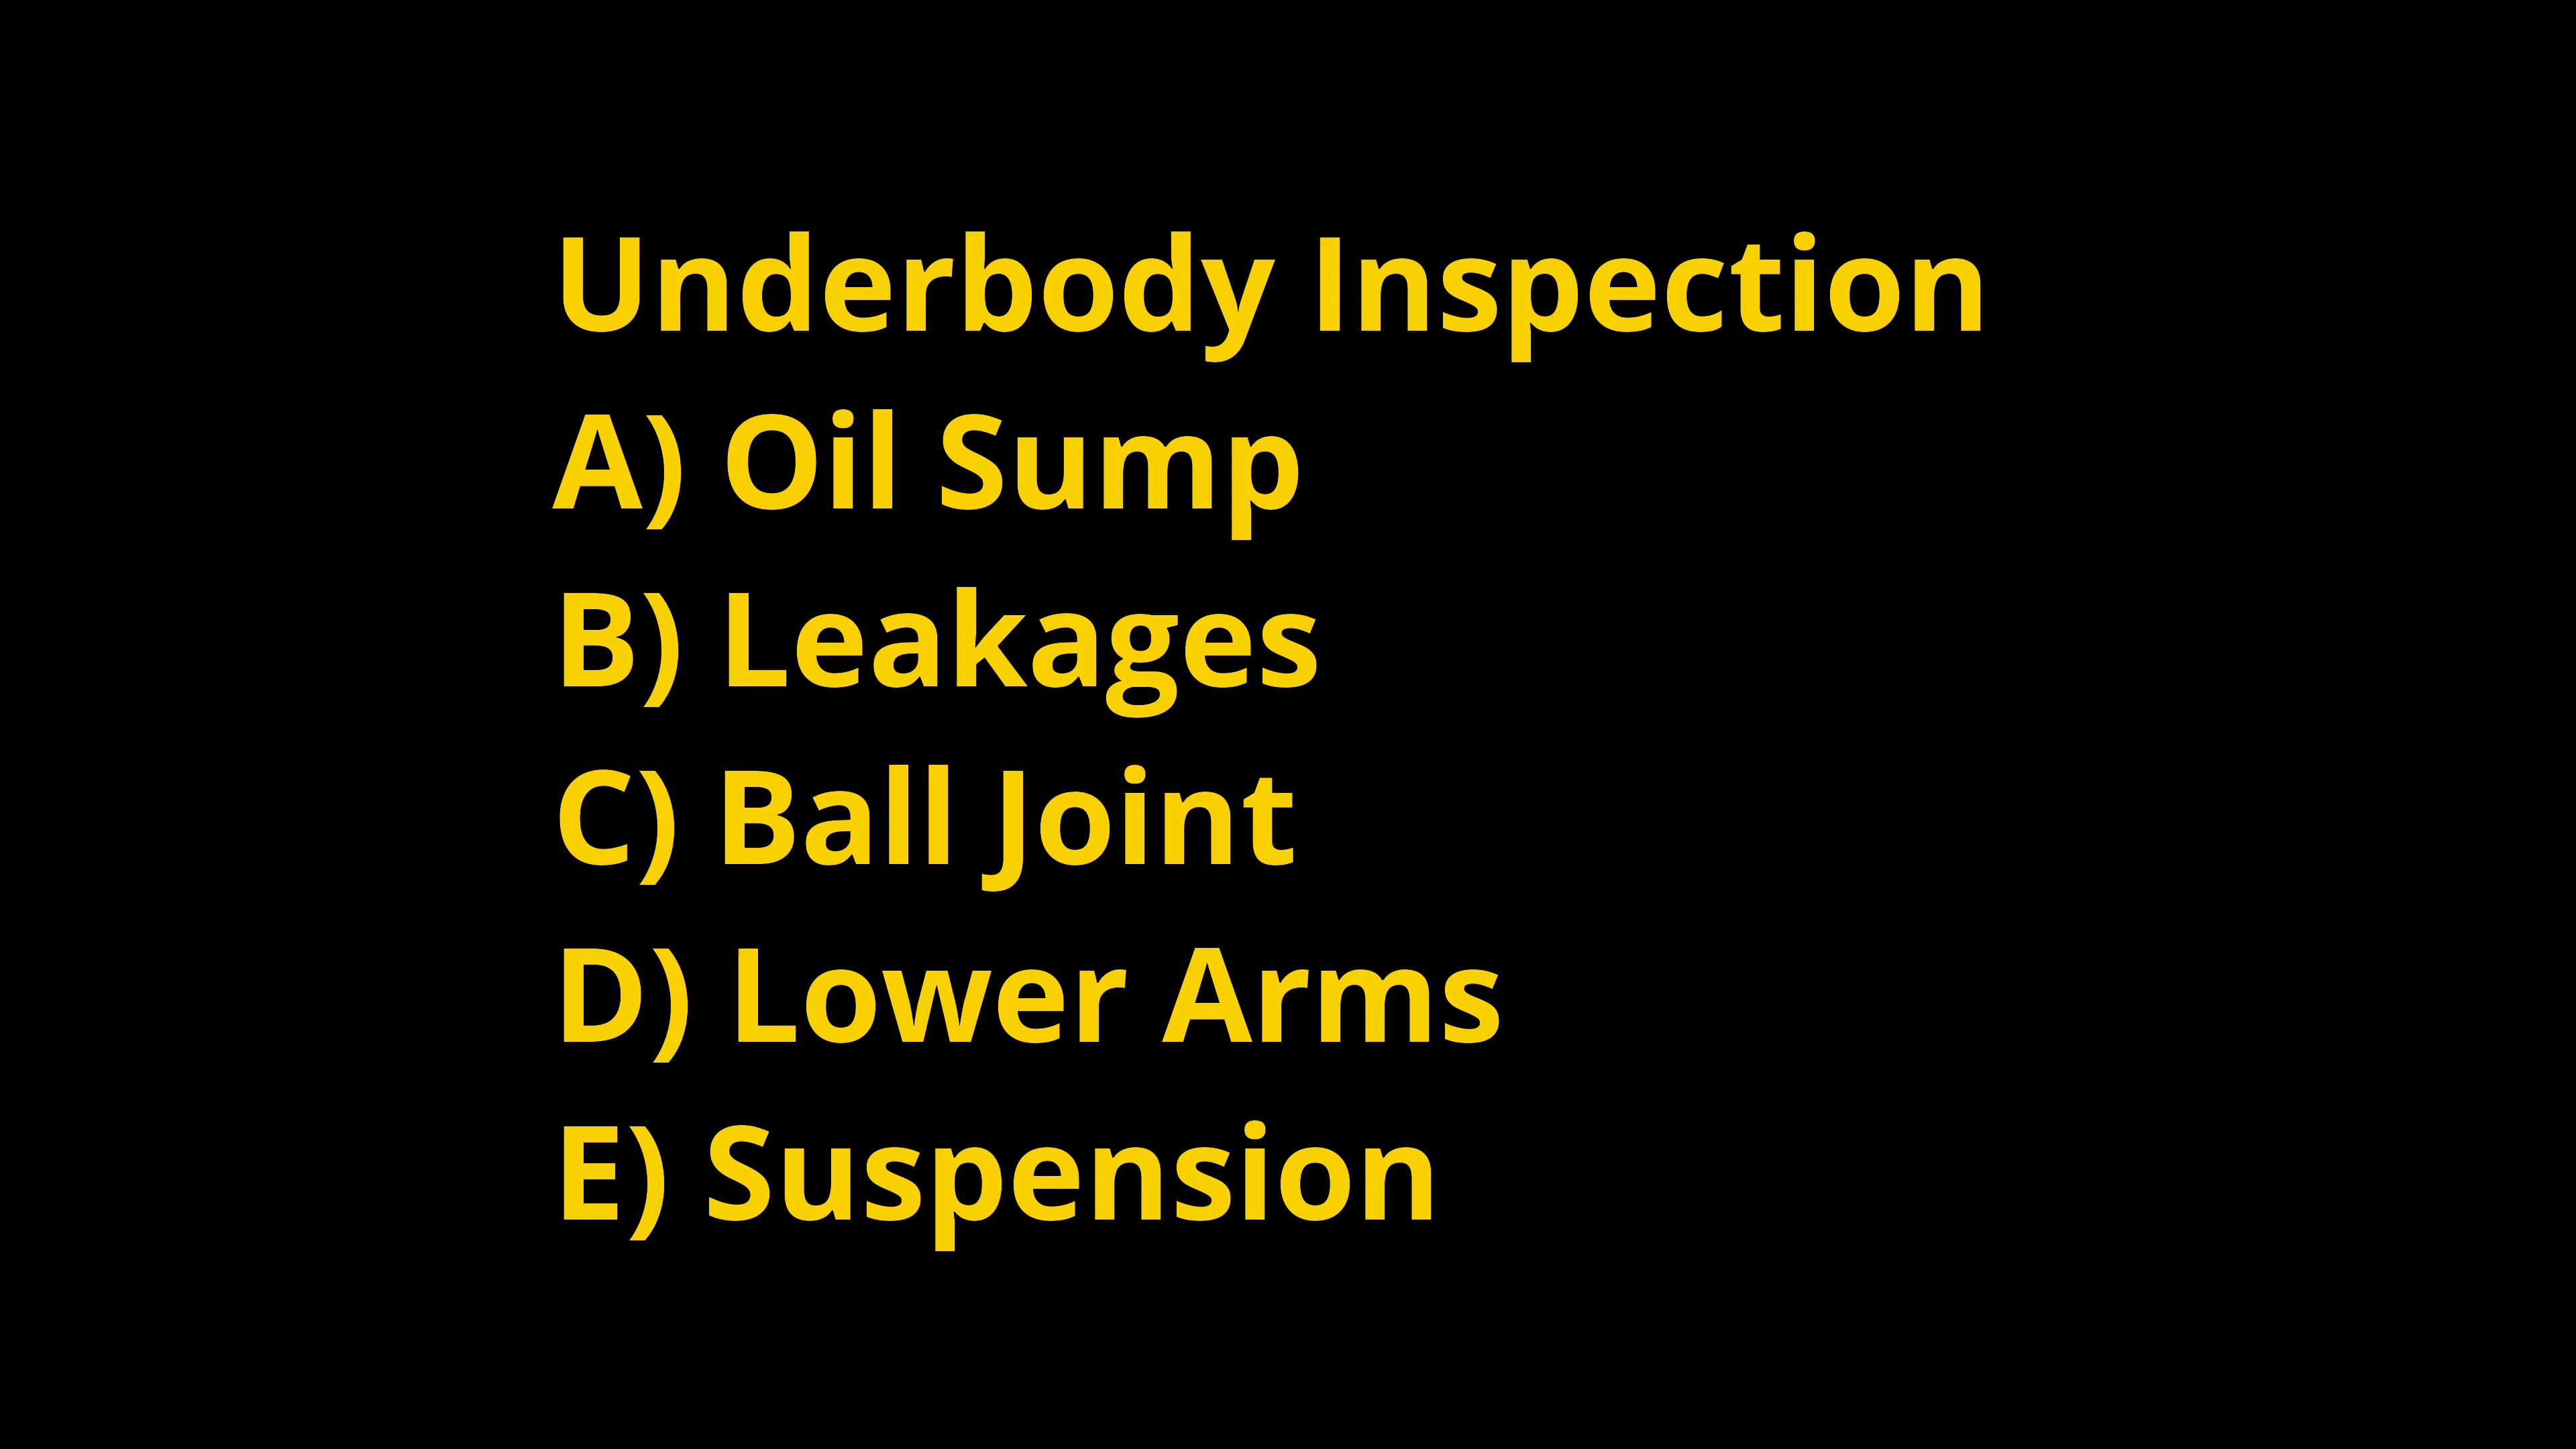 Underbody Inspection
A) Oil Sump
B) Leakages
C) Ball Joint
D) Lower Arms
E) Suspension